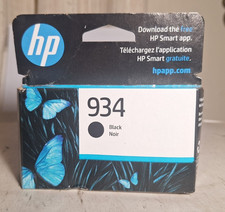 hp
Download the free
HP Smart app.
Téléchargez l'application
HP Smart gratuite.
hpapp.com
934
Black
Noir